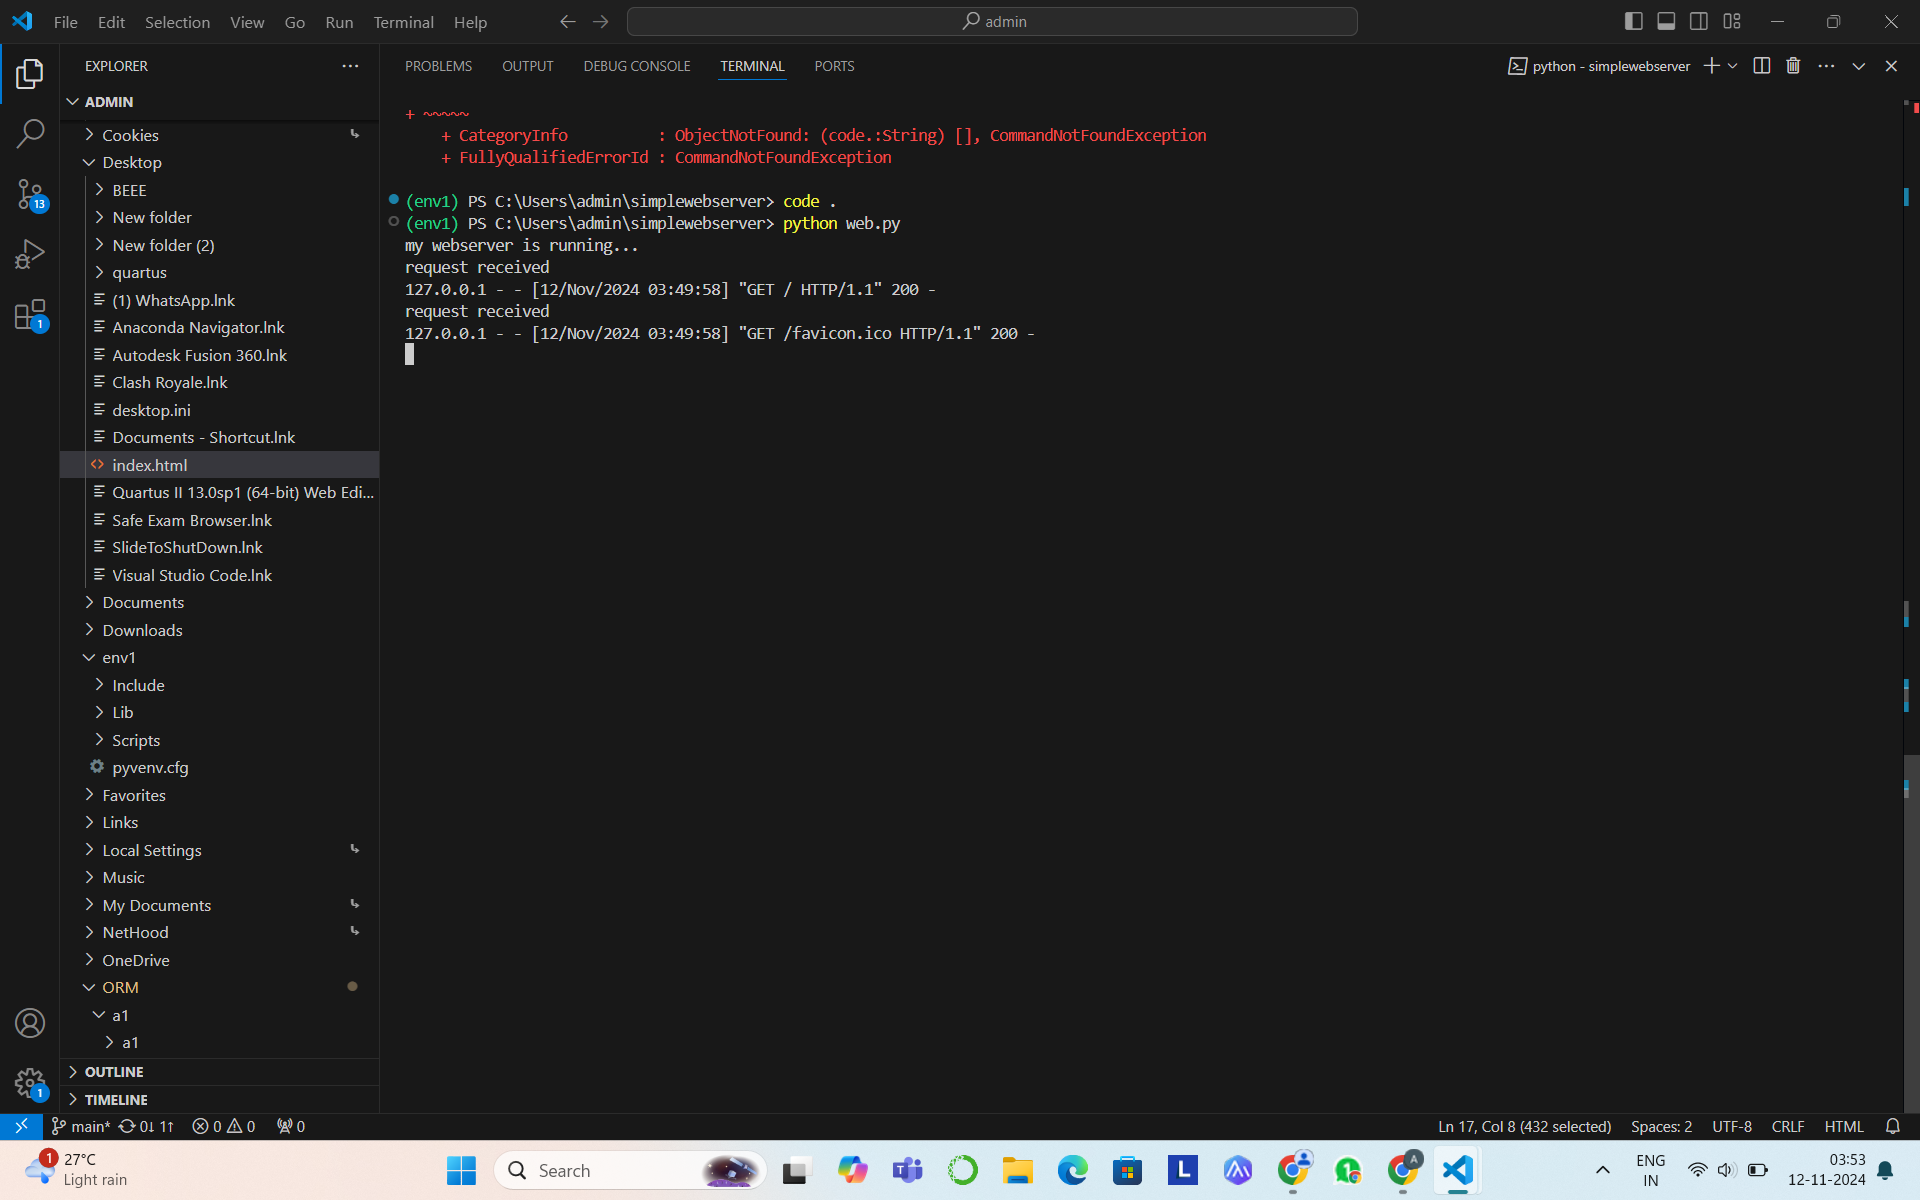 File Edit Selection View Go Run Terminal Help
admin
EXPLORER
PROBLEMS OUTPUT DEBUG CONSOLE TERMINAL PORTS
python - simplewebserver
ADMIN
Cookies
Desktop
BEEE
New folder
New folder (2)
quartus
(1) WhatsApp.lnk
Anaconda Navigator.lnk
Autodesk Fusion 360.lnk
Clash Royale.lnk
desktop.ini
Documents - Shortcut.lnk
index.html
Quartus II 13.0sp1 (64-bit) Web Edi...
Safe Exam Browser.lnk
SlideToShutDown.lnk
Visual Studio Code.lnk
Documents
Downloads
env1
Include
Lib
Scripts
pyvenv.cfg
Favorites
Links
Local Settings
Music
My Documents
NetHood
OneDrive
ORM
a1
a1
OUTLINE
TIMELINE
13
1
1
+ ~~~~~
+ CategoryInfo : ObjectNotFound: (code.:String) [], CommandNotFoundException
+ FullyQualifiedErrorId : CommandNotFoundException
(env1) PS C:\Users\admin\simplewebserver> code .
(env1) PS C:\Users\admin\simplewebserver> python web.py
my webserver is running...
request received
127.0.0.1 - - [12/Nov/2024 03:49:58] "GET / HTTP/1.1" 200 -
request received
127.0.0.1 - - [12/Nov/2024 03:49:58] "GET /favicon.ico HTTP/1.1" 200 -
main* 0↓ 1↑ 0 0 0
Ln 17, Col 8 (432 selected) Spaces: 2 UTF-8 CRLF HTML
1
27°C
Light rain
Search
L
A
ENG
IN
03:53
12-11-2024